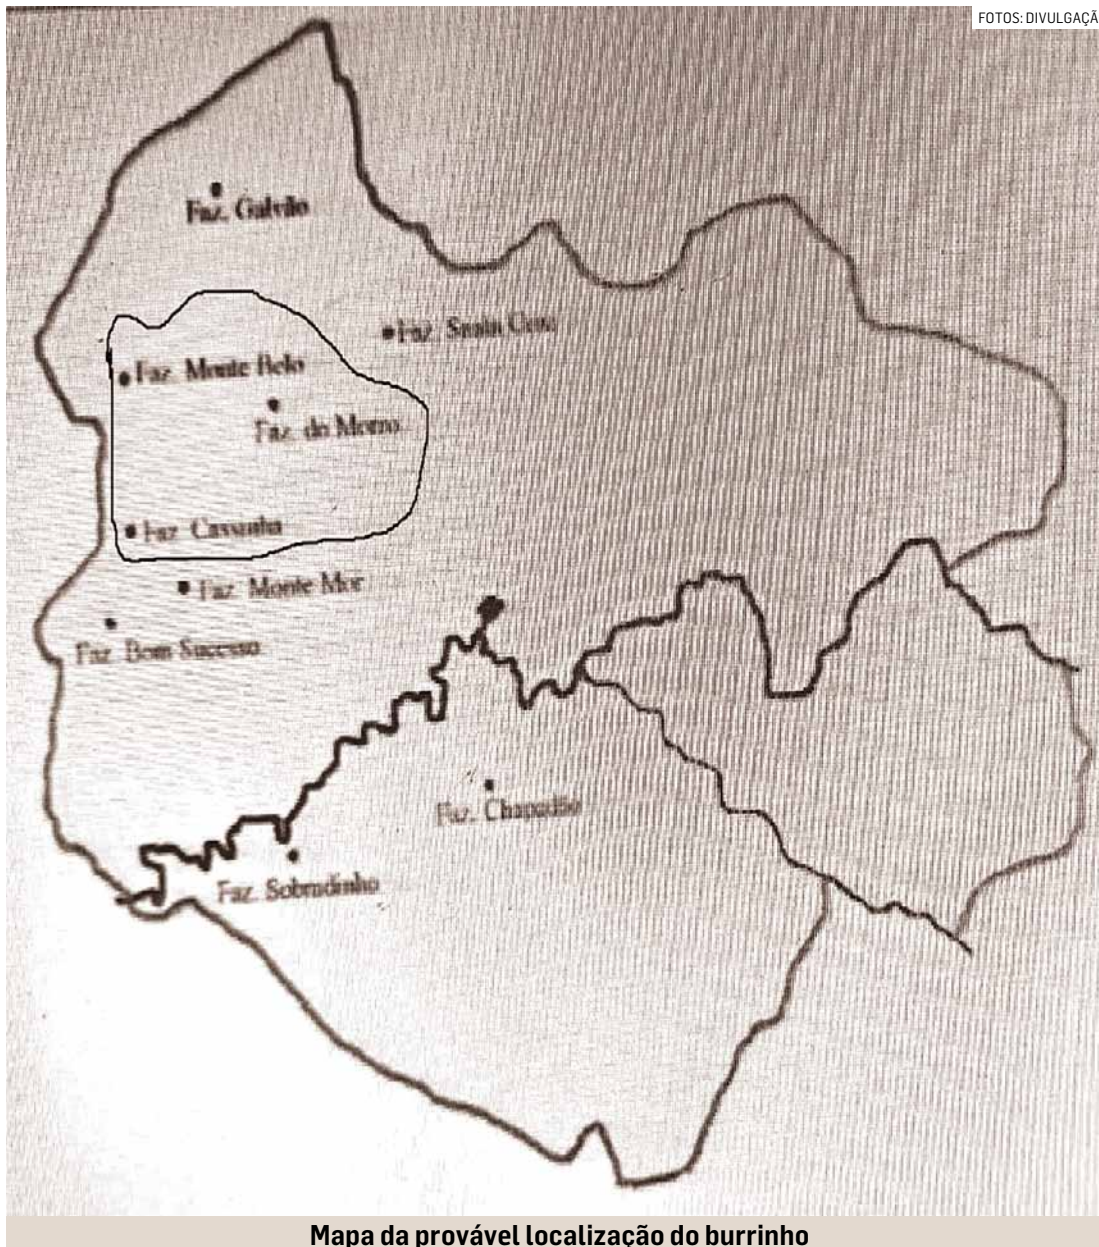 FOTOS: DIVULGAÇÃ
Faz. Galvão
Faz. Santa Cruz
Faz. Monte Belo
Faz. do Morro
Faz. Cassunba
Faz. Monte Mor
Faz. Bom Sucesso
Faz. Chapadão
Faz. Sobradinho
Mapa da provável localização do burrinho